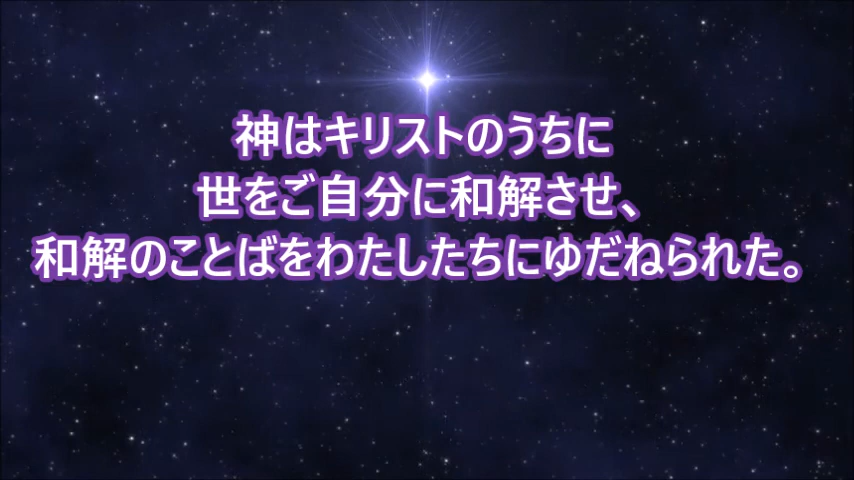 神はキリストのうちに
世をご自分に和解させ、
和解のことばをわたしたちにゆだねられた。